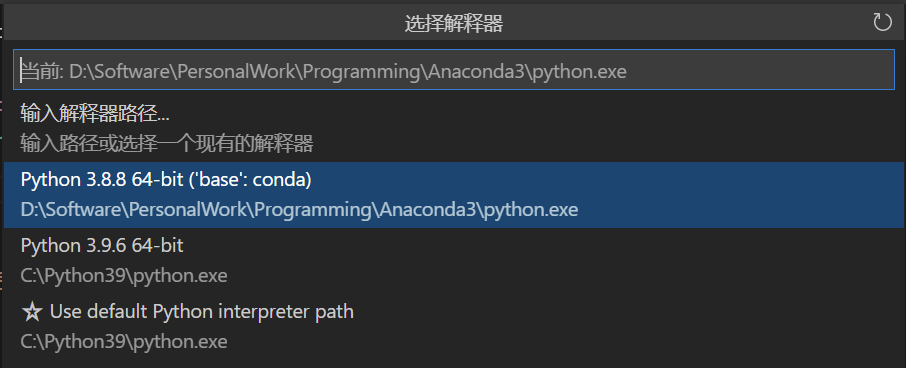 选择解释器
当前: D:\Software\PersonalWork\Programming\Anaconda3\python.exe
输入解释器路径...
输入路径或选择一个现有的解释器
Python 3.8.8 64-bit ('base': conda)
D:\Software\PersonalWork\Programming\Anaconda3\python.exe
Python 3.9.6 64-bit
C:\Python39\python.exe
☆ Use default Python interpreter path
C:\Python39\python.exe